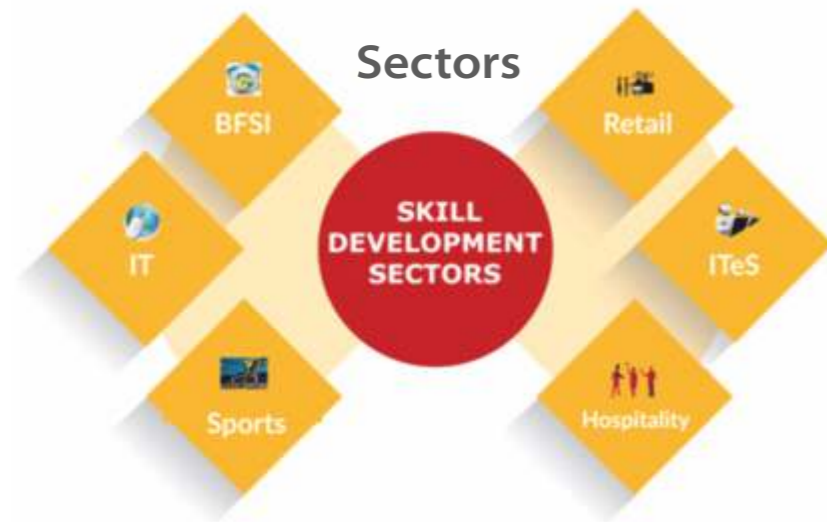 Sectors
BFSI
Retail
SKILL
DEVELOPMENT
SECTORS
IT
ITeS
Sports
Hospitality